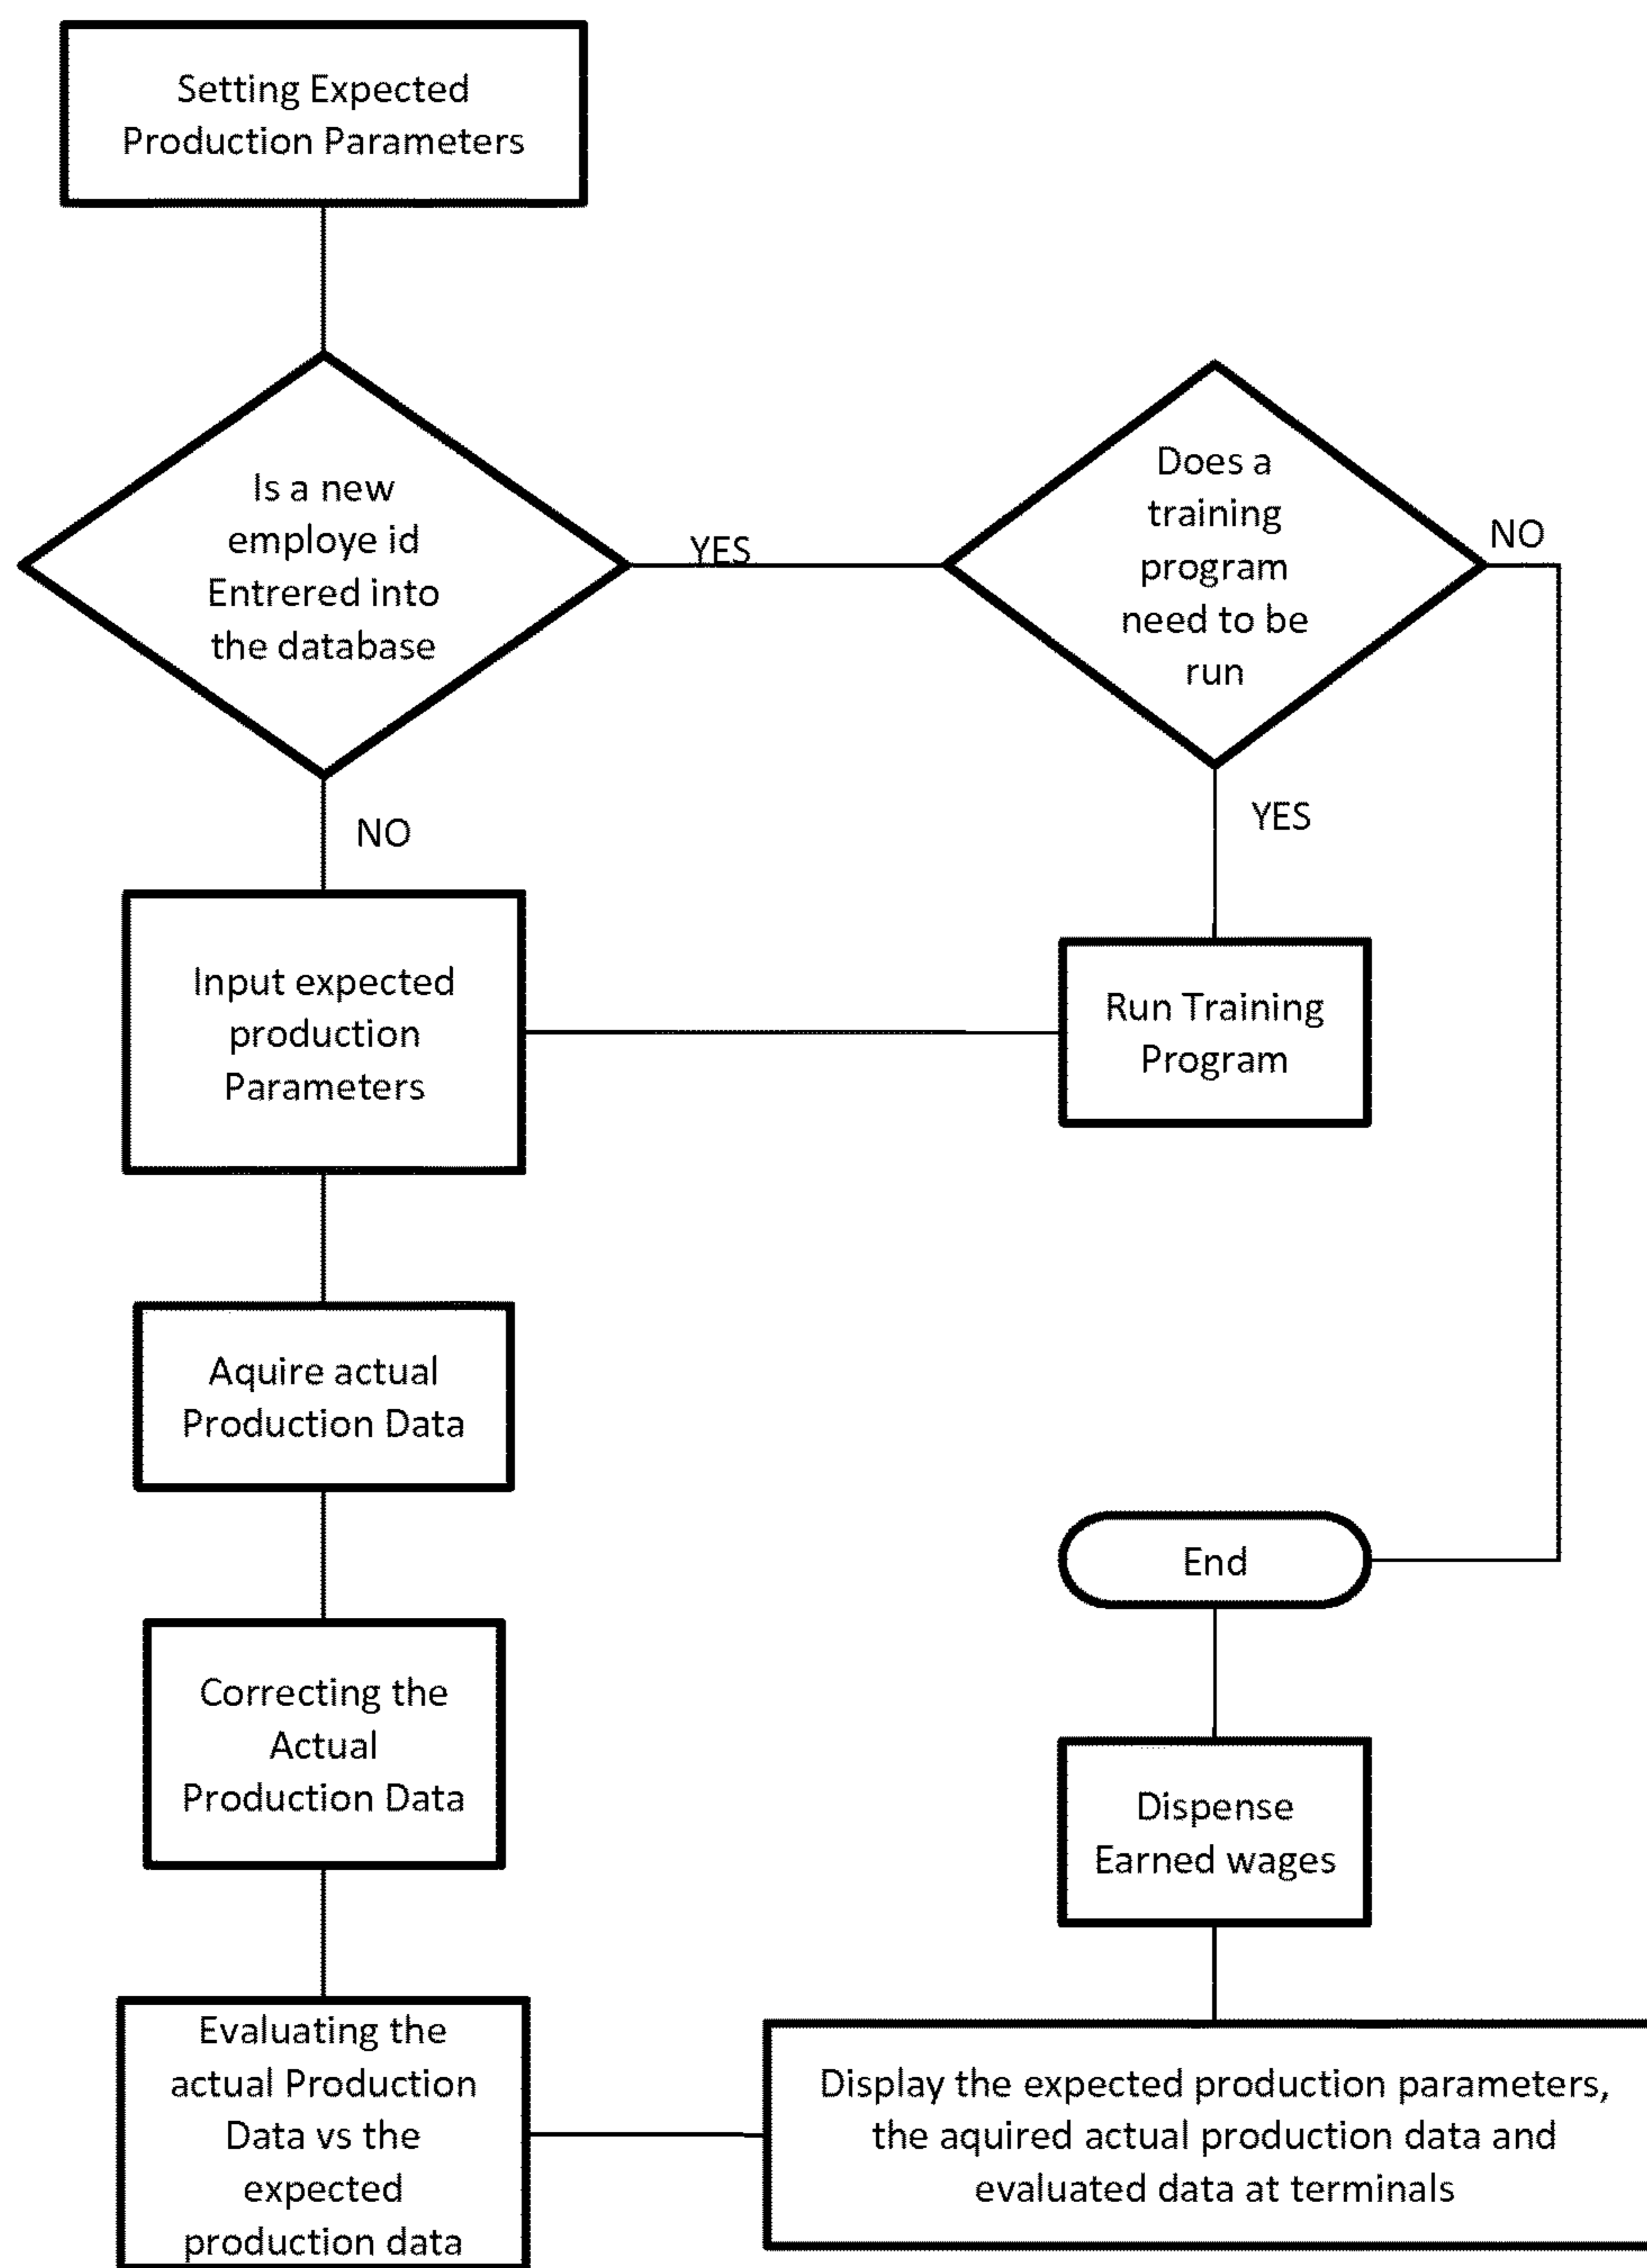 Setting Expected
Production Parameters
Is a new
employe id
Entrered into
the database
YES
Does a
training
program
need to be
run
NO
NO
YES
Input expected
production
Parameters
Run Training
Program
Aquire actual
Production Data
End
Correcting the
Actual
Production Data
Dispense
Earned wages
Evaluating the
actual Production
Data vs the
expected
production data
Display the expected production parameters,
the aquired actual production data and
evaluated data at terminals